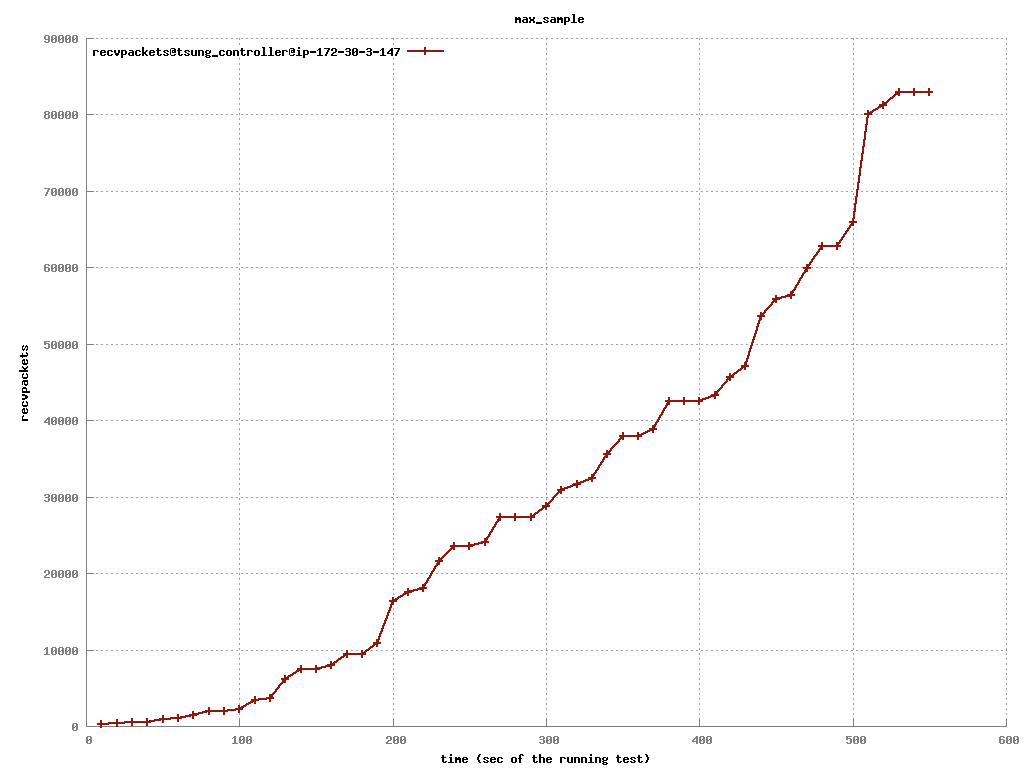 max_sample
90000
recvpackets@tsung_controller@ip-172-30-3-147
80000
70000
60000
50000
recvpackets
40000
30000
20000
10000
0
0 100 200 300 400 500 600
time (sec of the running test)